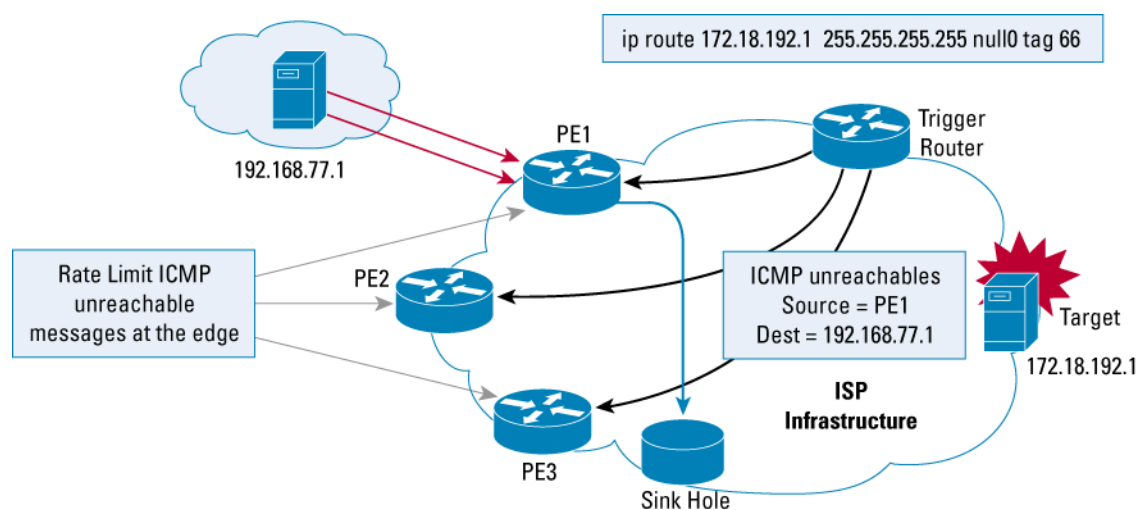 ip route 172.18.192.1 255.255.255.255 null0 tag 66
192.168.77.1
PE1
Trigger
Router
Rate Limit ICMP
unreachable
messages at the edge
PE2
ICMP unreachables
Source = PE1
Dest = 192.168.77.1
Target
172.18.192.1
ISP
Infrastructure
PE3
Sink Hole